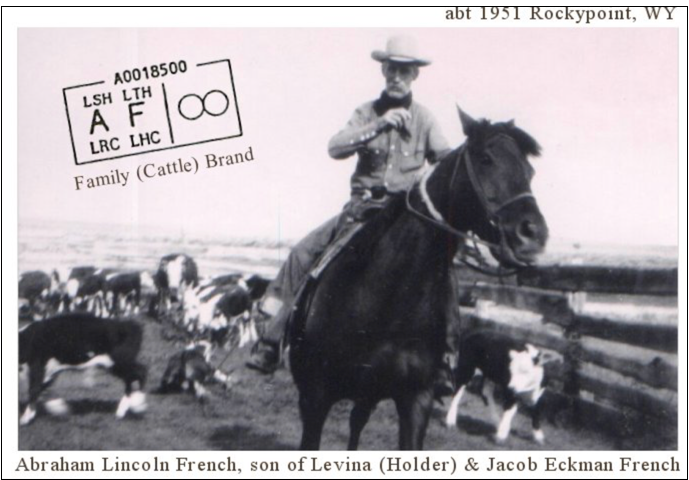 abt 1951 Rockypoint, WY
A0018500
LSH LTH
A F
LRC LHC
Family (Cattle) Brand
Abraham Lincoln French, son of Levina (Holder) & Jacob Eckman French